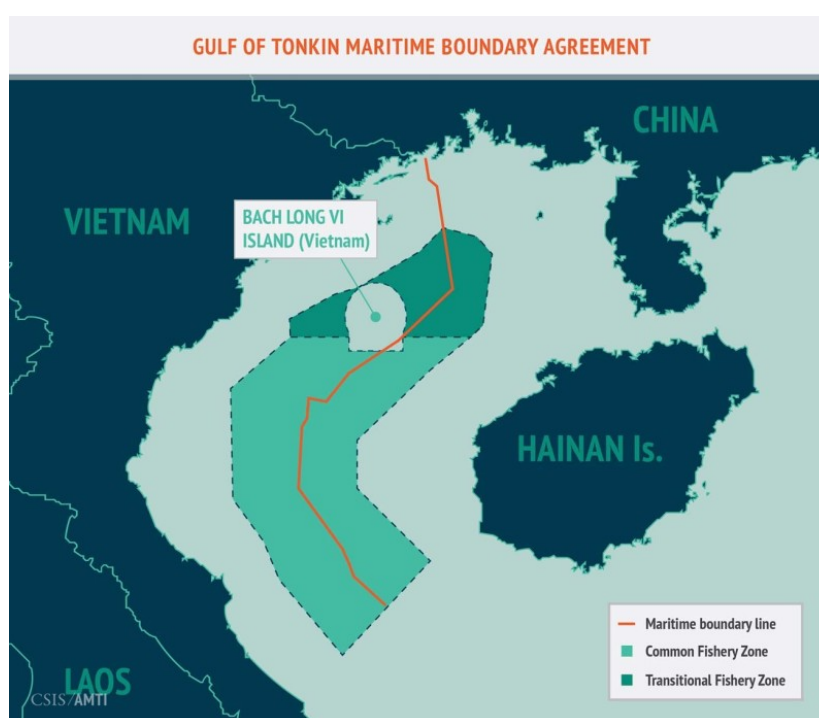 GULF OF TONKIN MARITIME BOUNDARY AGREEMENT
CHINA
VIETNAM
BACH LONG VI
ISLAND (Vietnam)
HAINAN Is.
Maritime boundary line
Common Fishery Zone
Transitional Fishery Zone
LAOS
CSIS/AMTI